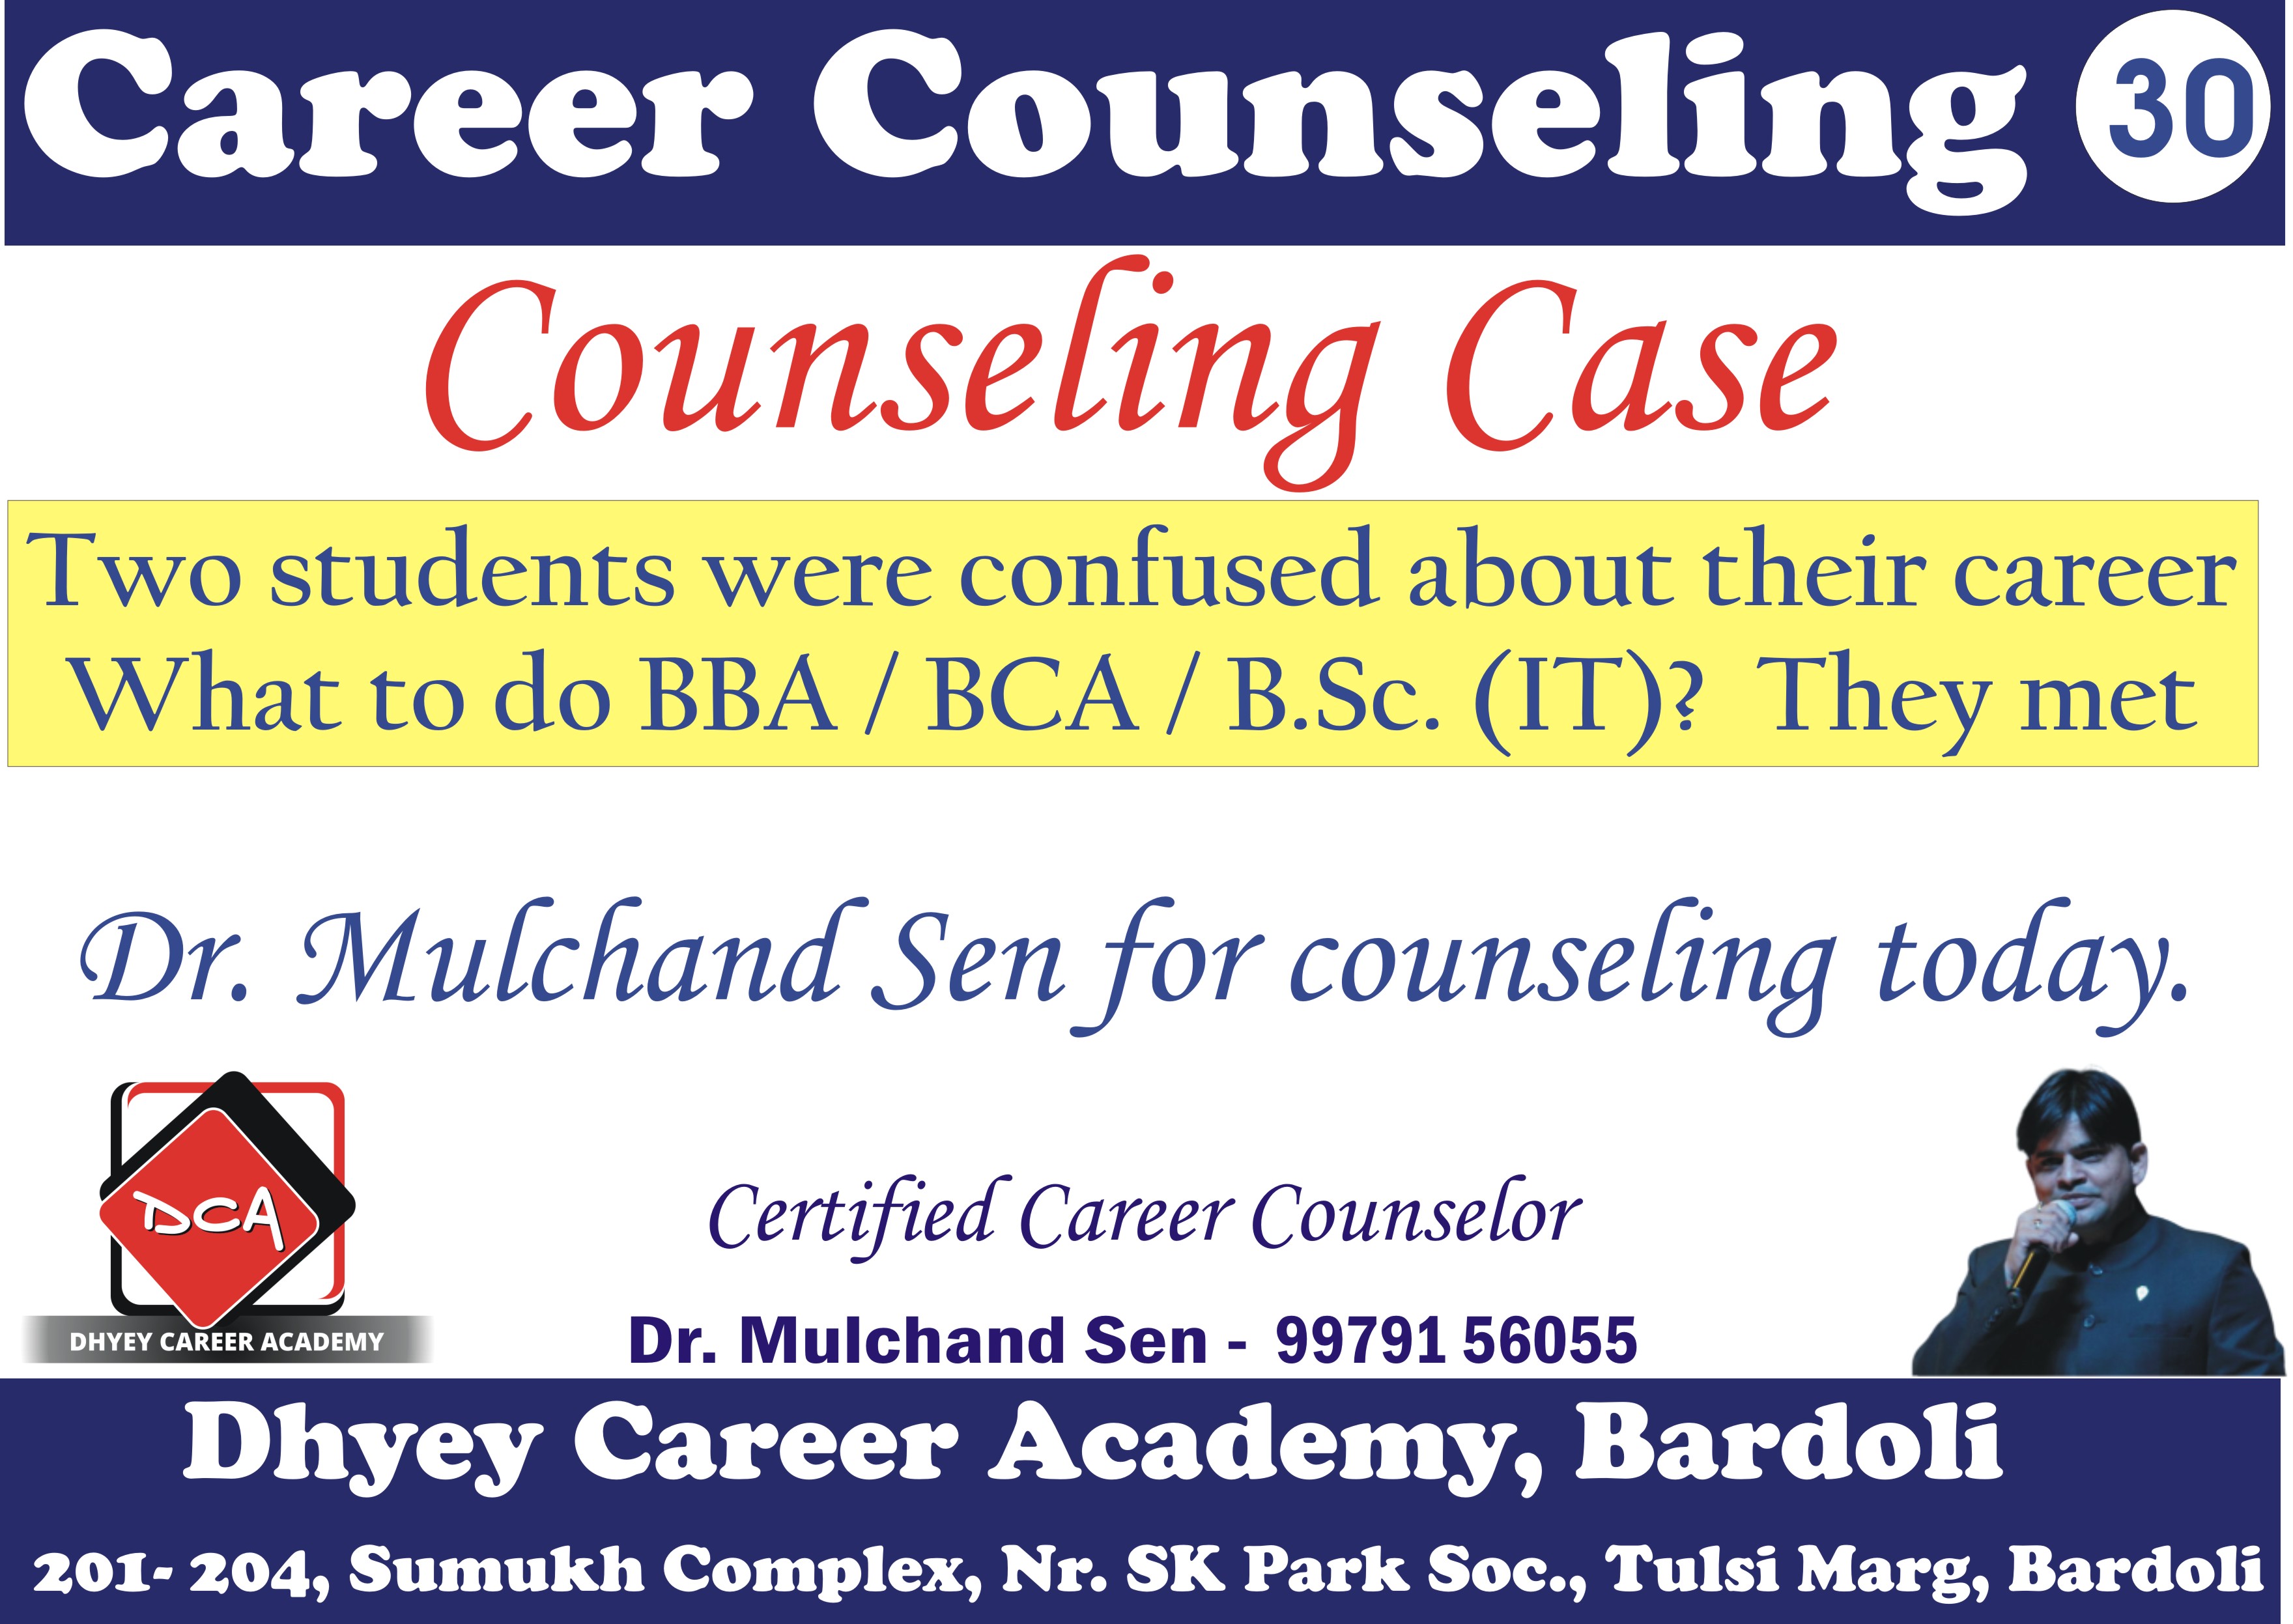 Career Counseling 30
Counseling Case
Two students were confused about their career
What to do BBA / BCA / B.Sc. (IT)? They met
Dr. Mulchand Sen for counseling today.
DCA
DHYEY CAREER ACADEMY
Certified Career Counselor
Dr. Mulchand Sen - 99791 56055
Dhyey Career Academy, Bardoli
201- 204, Sumukh Complex, Nr. SK Park Soc., Tulsi Marg, Bardoli